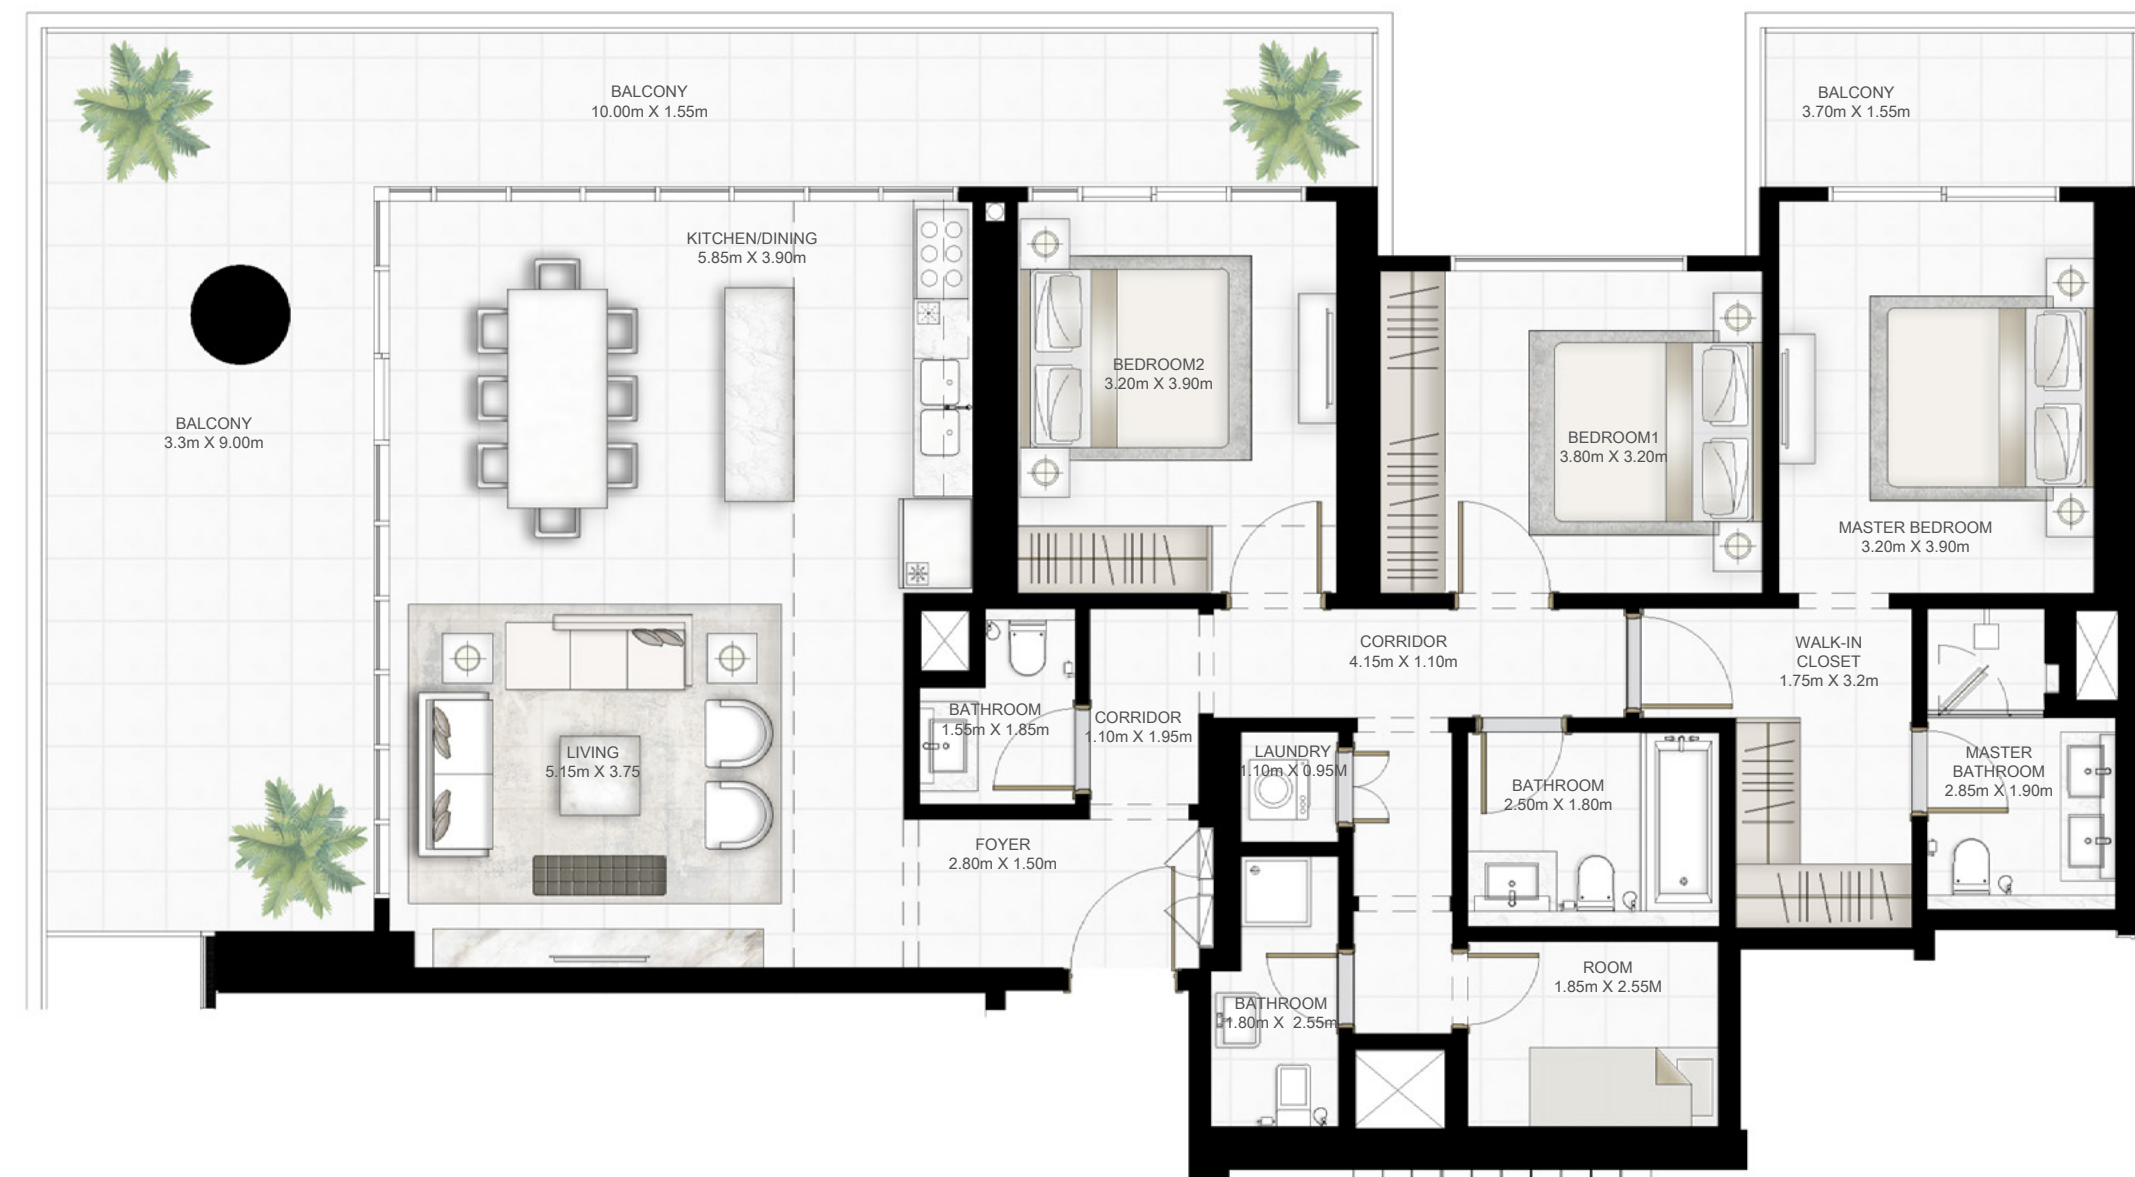 BALCONY
10.00m X 1.55m
BALCONY
3.70m X 1.55m
KITCHEN/DINING
5.85m X 3.90m
BEDROOM2
3.20m X 3.90m
BALCONY
3.3m X 9.00m
BEDROOM1
3.80m X 3.20m
MASTER BEDROOM
3.20m X 3.90m
CORRIDOR
4.15m X 1.10m
WALK-IN
CLOSET
1.75m X 3.2m
BATHROOM
1.55m X 1.85m
CORRIDOR
1.10m X 1.95m
LIVING
5.15m X 3.75
LAUNDRY
1.10m X 0.95M
BATHROOM
2.50m X 1.80m
MASTER
BATHROOM
2.85m X 1.90m
FOYER
2.80m X 1.50m
ROOM
1.85m X 2.55M
BATHROOM
1.80m X 2.55m